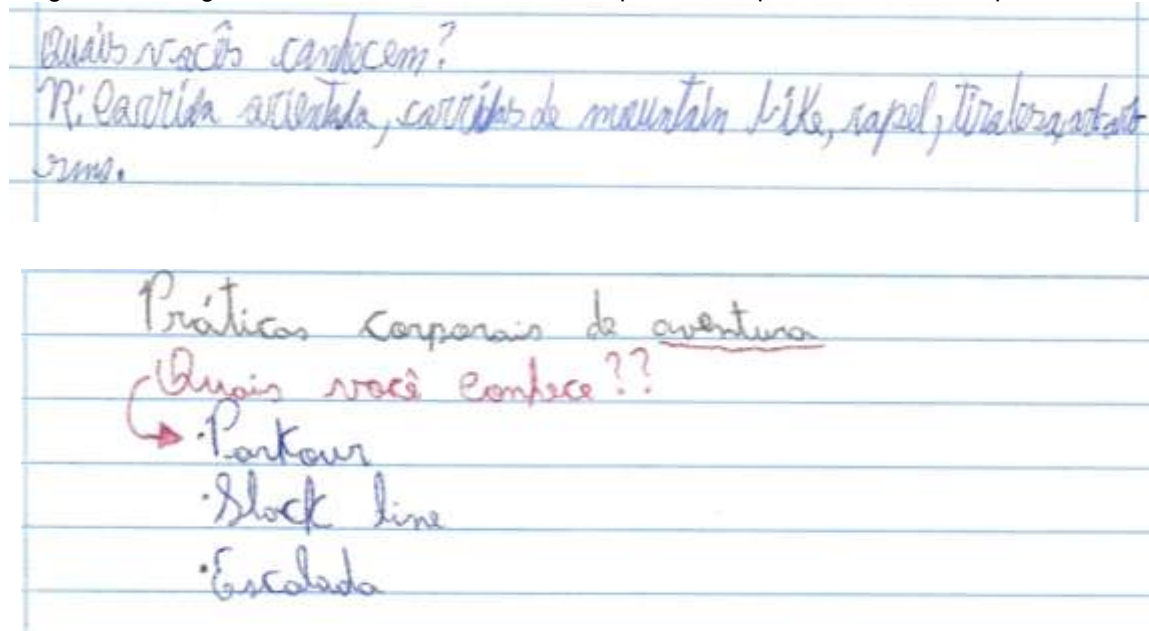 Quais vocês conhecem?
R: Corrida orientada, corridas de mountain bike, rapel, tirolesa,
Práticas corporais de aventura
Quais você conhece??
·Parkour
·Slack line
·Escalada